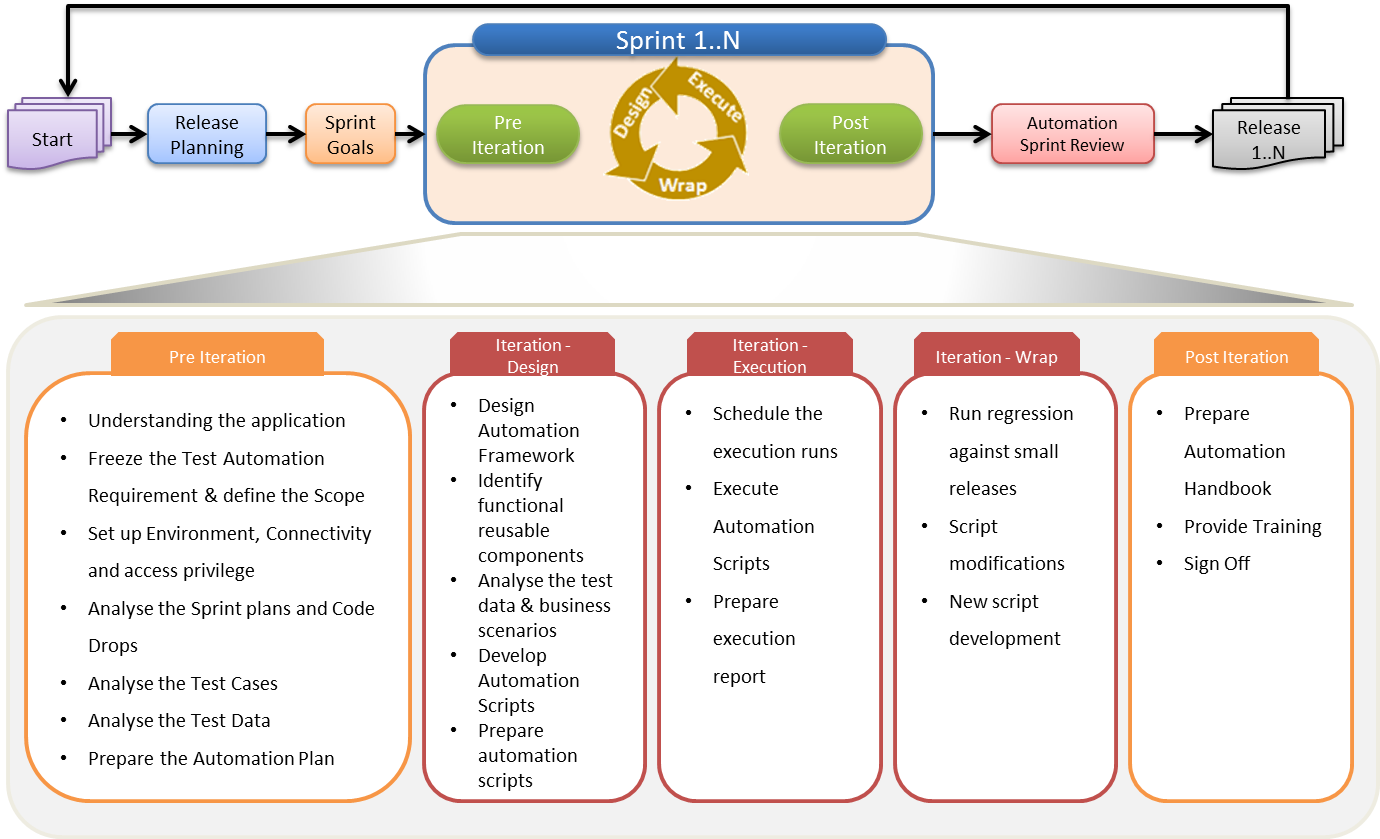 Sprint 1..N
Start
Release
Planning
Sprint
Goals
Pre
Iteration
Design
Execute
Wrap
Post
Iteration
Automation
Sprint Review
Release
1..N
Pre Iteration
• Understanding the application
• Freeze the Test Automation
Requirement & define the Scope
• Set up Environment, Connectivity
and access privilege
• Analyse the Sprint plans and Code
Drops
• Analyse the Test Cases
• Analyse the Test Data
• Prepare the Automation Plan
Iteration -
Design
• Design
Automation
Framework
• Identify
functional
reusable
components
• Analyse the test
data & business
scenarios
• Develop
Automation
Scripts
• Prepare
automation
scripts
Iteration -
Execution
• Schedule the
execution runs
• Execute
Automation
Scripts
• Prepare
execution
report
Iteration - Wrap
• Run regression
against small
releases
• Script
modifications
• New script
development
Post Iteration
• Prepare
Automation
Handbook
• Provide Training
• Sign Off